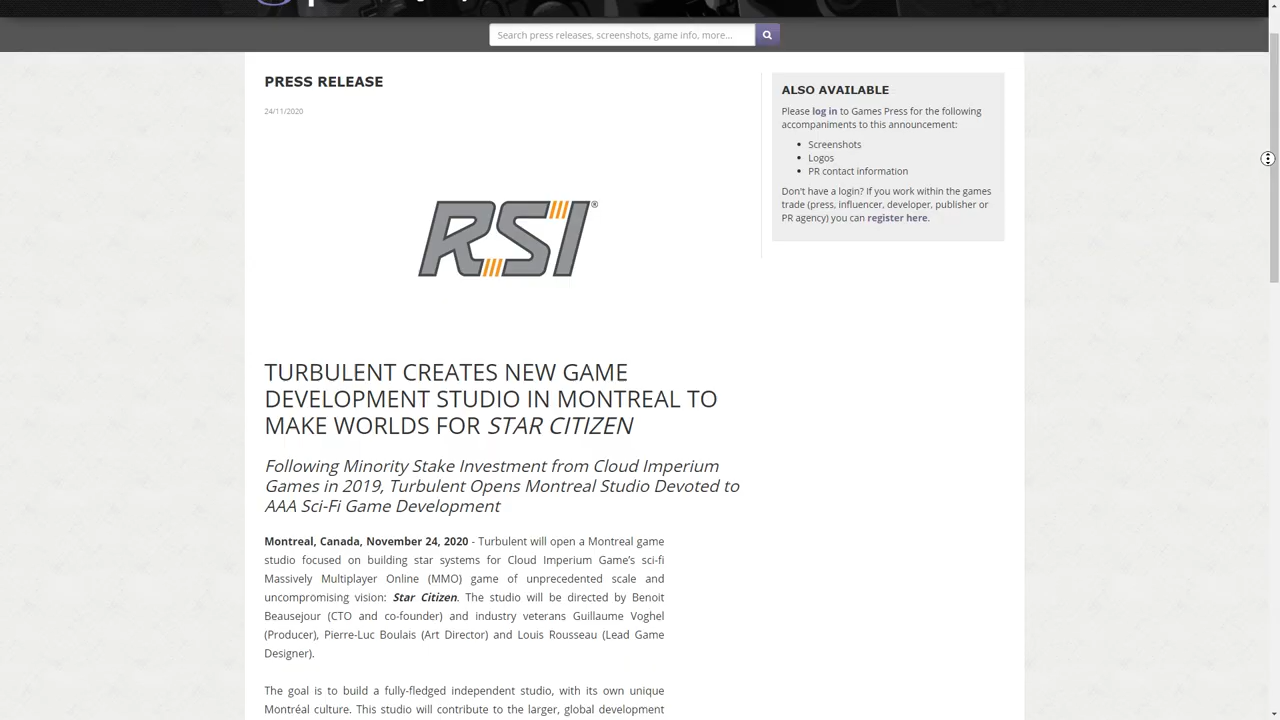 Search press releases, screenshots, game info, more...
PRESS RELEASE
24/11/2020
RSI®
TURBULENT CREATES NEW GAME
DEVELOPMENT STUDIO IN MONTREAL TO
MAKE WORLDS FOR STAR CITIZEN
Following Minority Stake Investment from Cloud Imperium
Games in 2019, Turbulent Opens Montreal Studio Devoted to
AAA Sci-Fi Game Development
Montreal, Canada, November 24, 2020 - Turbulent will open a Montreal game
studio focused on building star systems for Cloud Imperium Game's sci-fi
Massively Multiplayer Online (MMO) game of unprecedented scale and
uncompromising vision: Star Citizen. The studio will be directed by Benoit
Beausejour (CTO and co-founder) and industry veterans Guillaume Voghel
(Producer), Pierre-Luc Boulais (Art Director) and Louis Rousseau (Lead Game
Designer).
The goal is to build a fully-fledged independent studio, with its own unique
Montréal culture. This studio will contribute to the larger, global development
ALSO AVAILABLE
Please log in to Games Press for the following
accompaniments to this announcement:
• Screenshots
• Logos
• PR contact information
Don't have a login? If you work within the games
trade (press, influencer, developer, publisher or
PR agency) you can register here.